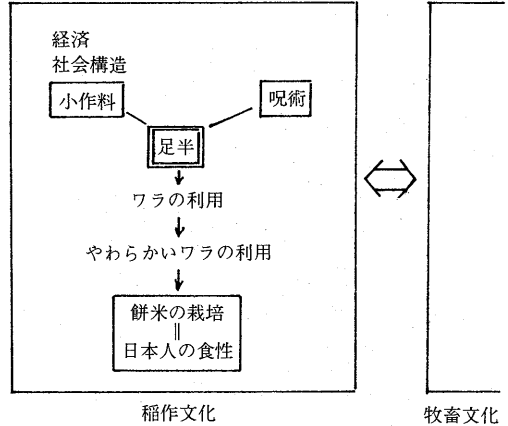 経済
社会構造
小作料
呪術
足半
ワラの利用
やわらかいワラの利用
餅米の栽培
‖
日本人の食性
稲作文化
牧畜文化